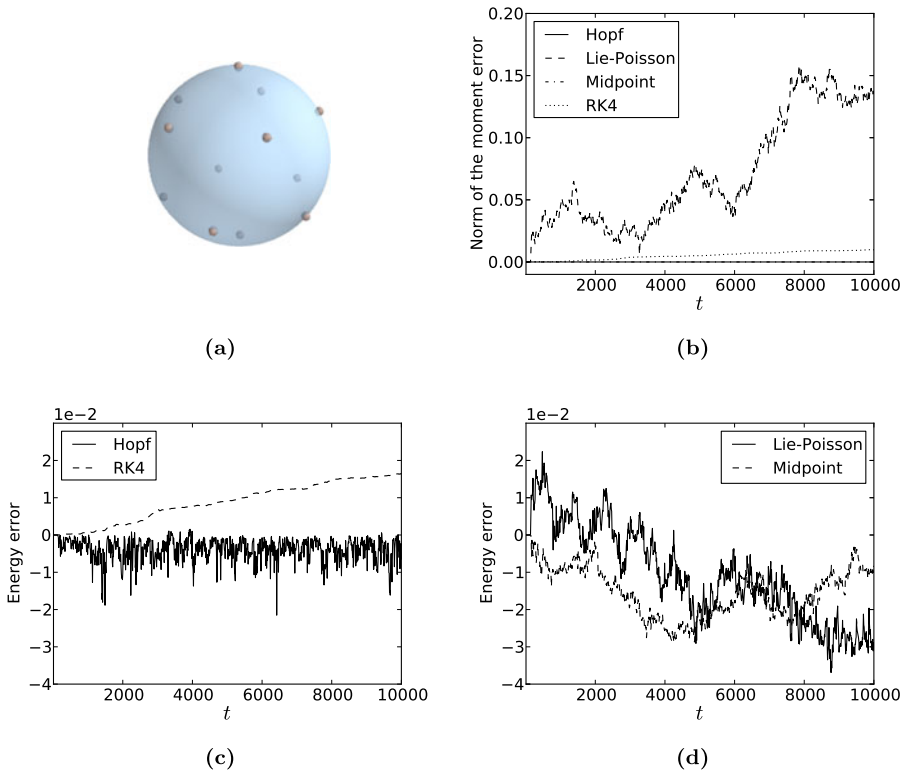 0.20
0.15
0.10
0.05
0.00
Norm of the moment error
Hopf
Lie-Poisson
Midpoint
RK4
2000 4000 6000 8000 10000
t
(a)
(b)
1e−2
2
1
0
−1
−2
−3
−4
Energy error
Hopf
RK4
2000 4000 6000 8000 10000
t
1e−2
2
1
0
−1
−2
−3
−4
Energy error
Lie-Poisson
Midpoint
2000 4000 6000 8000 10000
t
(c)
(d)